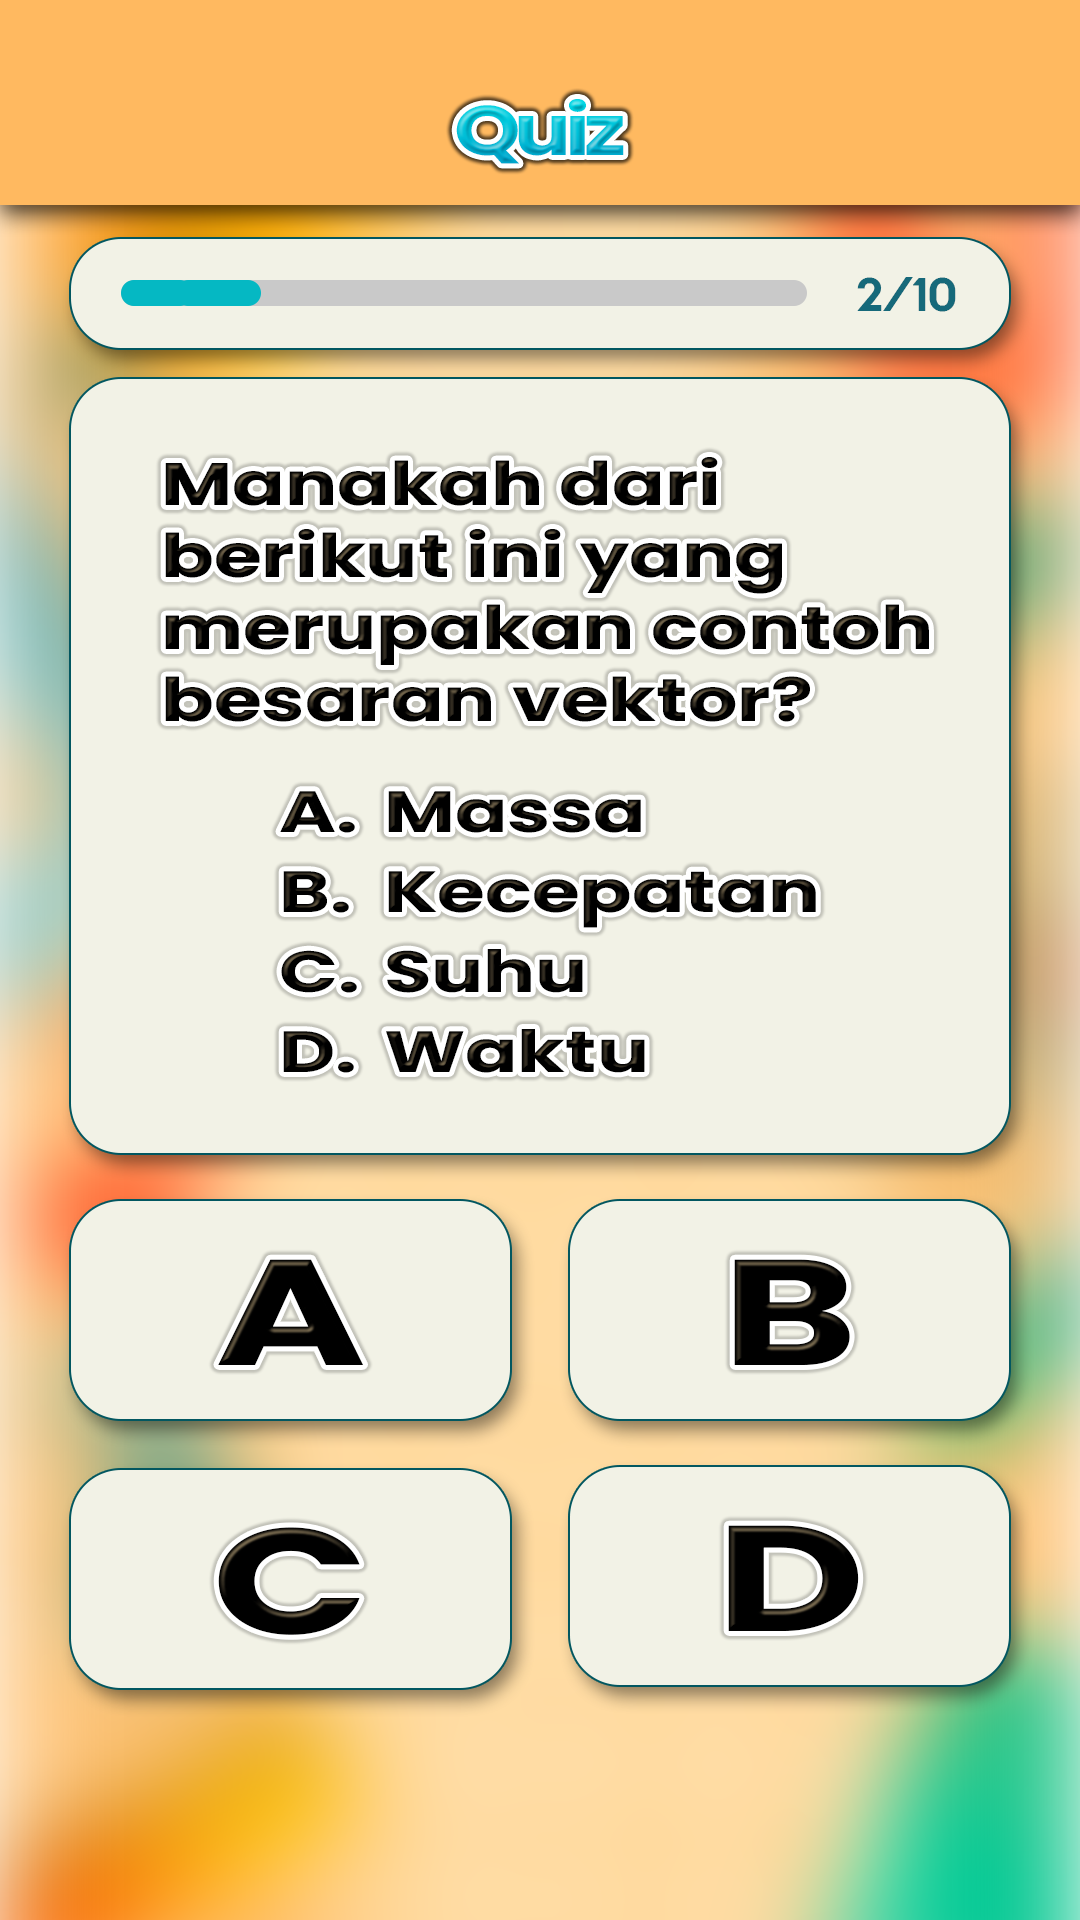 Quiz
2/10
Manakah dari
berikut ini yang
merupakan contoh
besaran vektor?
A. Massa
B. Kecepatan
C. Suhu
D. Waktu
A
B
C
D